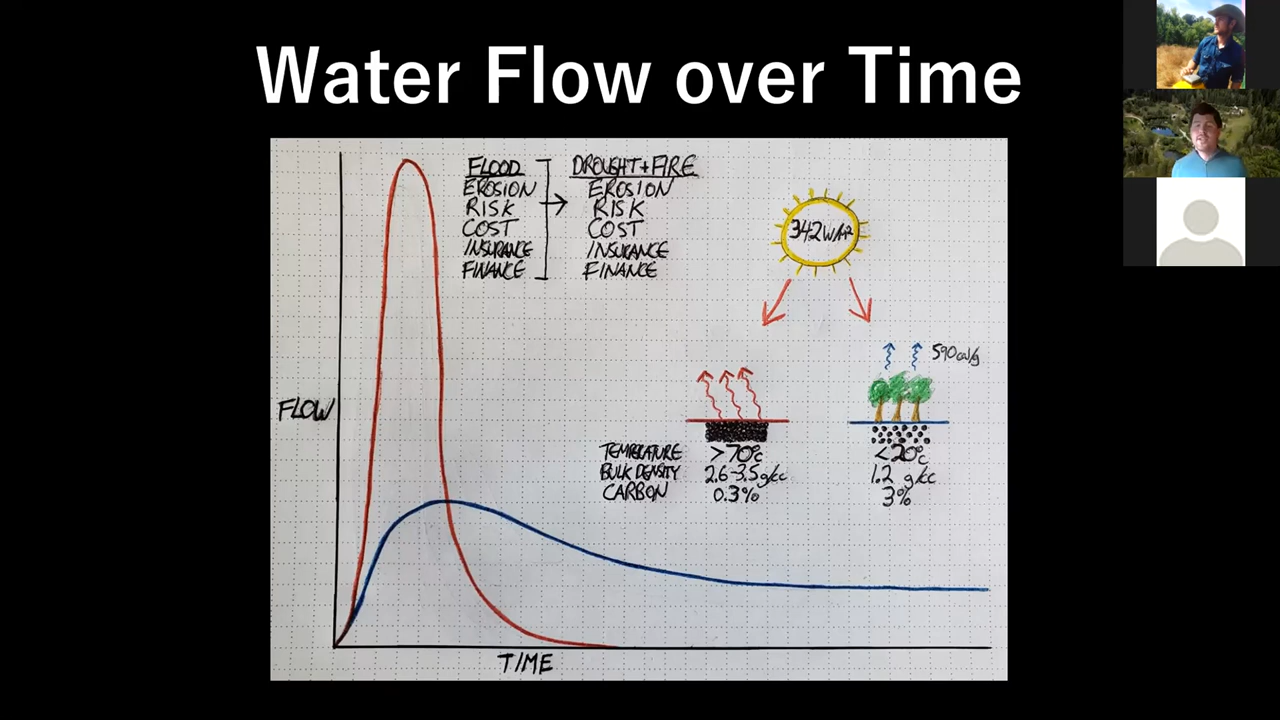 Water Flow over Time
FLOOD
EROSION
RISK
COST
INSURANCE
FINANCE
DROUGHT + FIRE
EROSION
RISK
COST
INSURANCE
FINANCE
342W/m²
590cal/g
FLOW
TEMPERATURE >70°C <20°C
BULK DENSITY 2.6-3.5g/cc 1.2 g/cc
CARBON 0.3% 3%
TIME